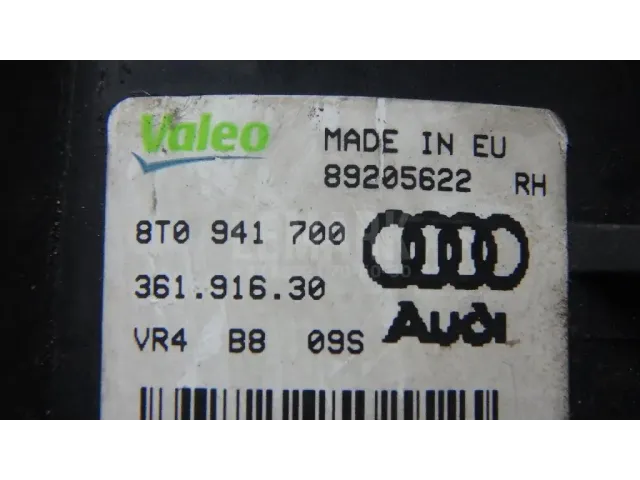 Valeo
MADE IN EU
89205622 RH
8T0 941 700
361.916.30
Audi
VR4 B8 09S